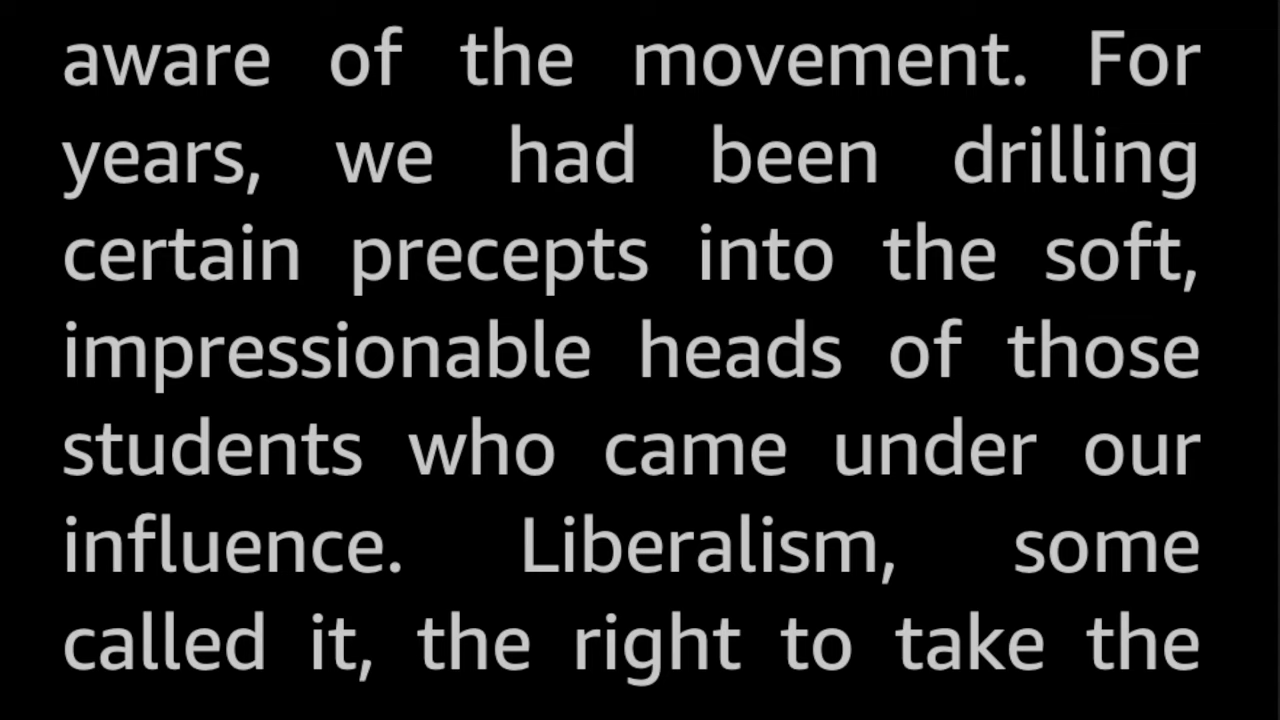 aware of the movement. For
years, we had been drilling
certain precepts into the soft,
impressionable heads of those
students who came under our
influence. Liberalism, some
called it, the right to take the